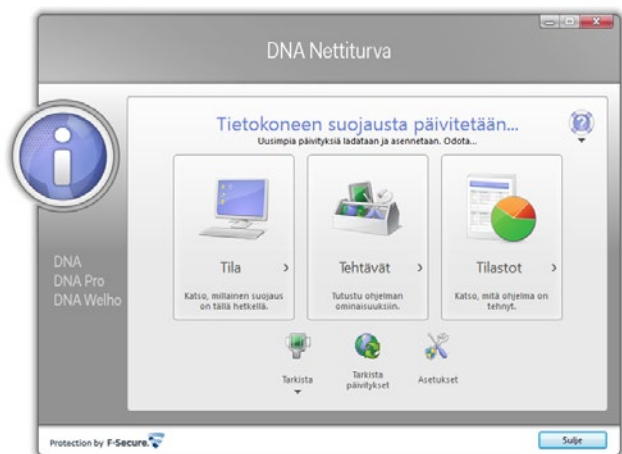 DNA Nettiturva
Tietokoneen suojausta päivitetään...
Uusimpia päivityksiä ladataan ja asennetaan. Odota...
Tila
Katso, millainen suojaus
on tällä hetkellä.
Tehtävät
Tutustu ohjelman
ominaisuuksiin.
Tilastot
Katso, mitä ohjelma on
tehnyt.
DNA
DNA Pro
DNA Welho
Tarkista
Tarkista
päivitykset
Asetukset
Protection by F-Secure.
Sulje